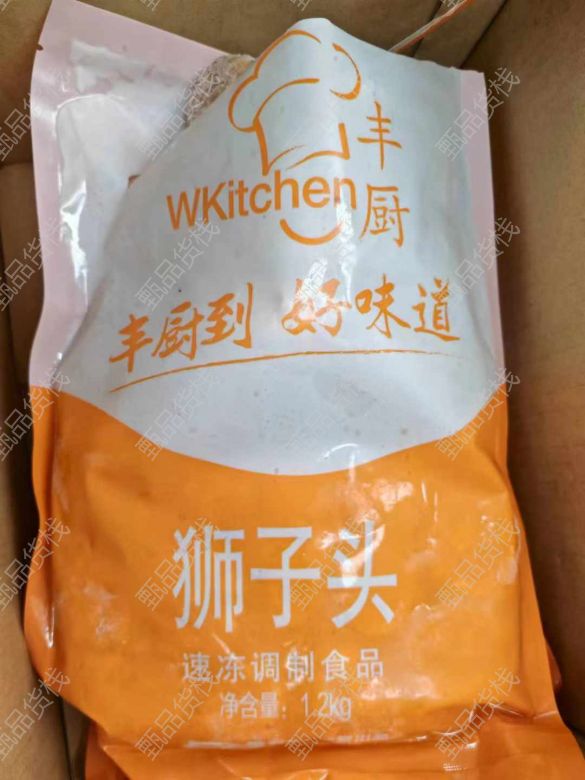 丰厨
WKitchen
丰厨到 好味道
狮子头
速冻调制食品
净含量：1.2kg
甄品货栈